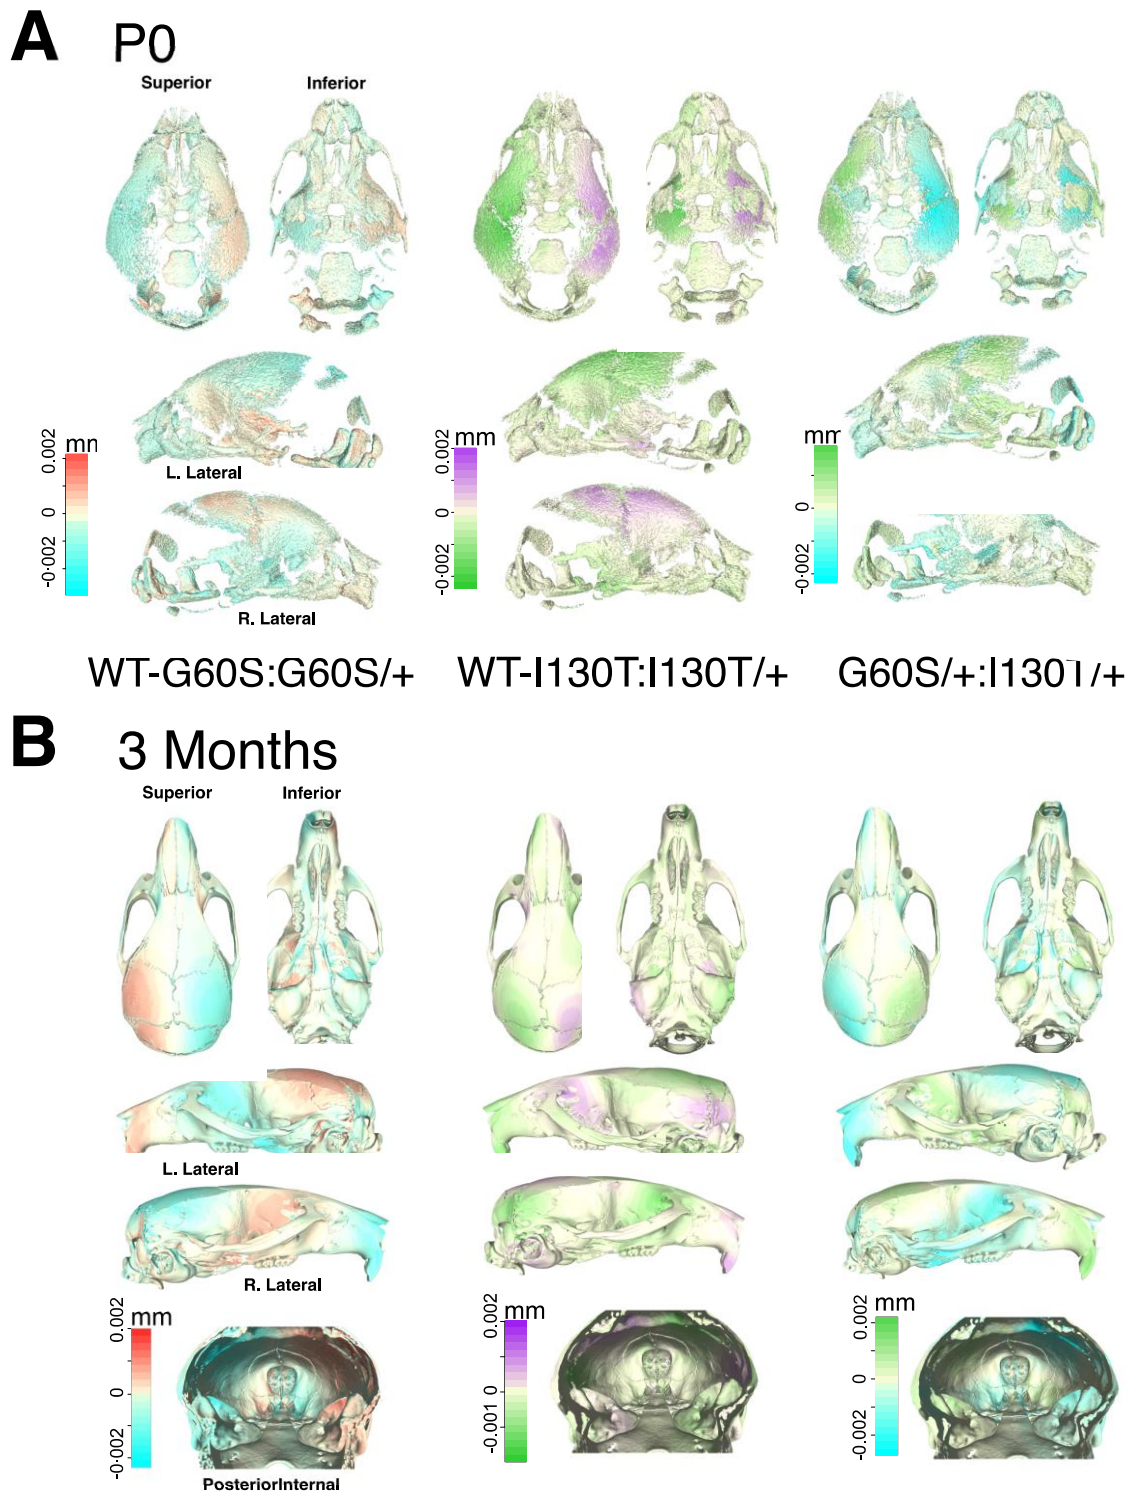 A P0
Superior Inferior
mm
0.002
0
-0.002
L. Lateral
R. Lateral
mm
0.002
0
-0.002
mm
0
-0.002
WT-G60S:G60S/+ WT-I130T:I130T/+ G60S/+:I130T/+
B 3 Months
Superior Inferior
L. Lateral
R. Lateral
mm
0.002
0
-0.002
mm
0.002
0
-0.001
mm
0.002
0
-0.002
PosteriorInternal